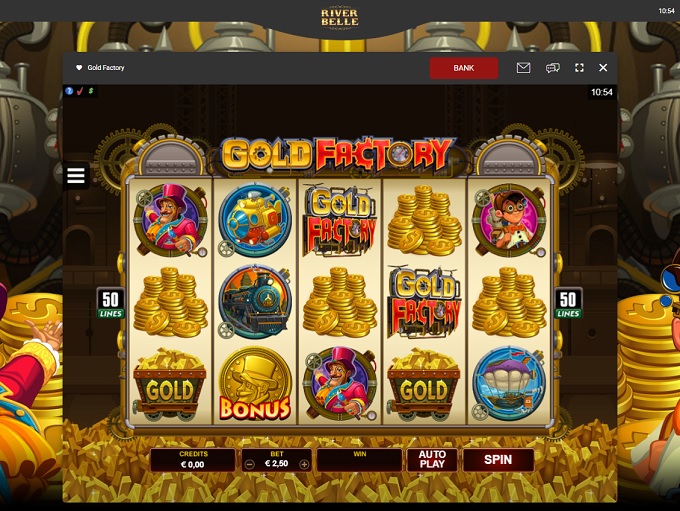 RIVER
BELLE
10:54
Gold Factory
BANK
10:54
GOLD FACTORY
GOLD
FACTORY
GOLD
FACTORY
50
LINES
50
LINES
GOLD
BONUS
GOLD
CREDITS
€ 0,00
BET
€ 2,50
WIN
AUTO
PLAY
SPIN